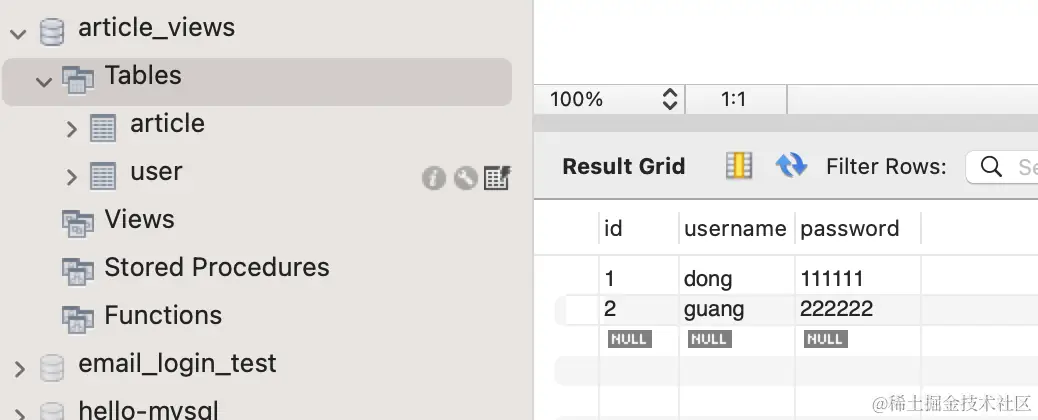 article_views
Tables
article
user
Views
Stored Procedures
Functions
email_login_test
hello-mysql
100% 1:1
Result Grid Filter Rows: Se
id username password
1 dong 111111
2 guang 222222
NULL NULL NULL
@稀土掘金技术社区